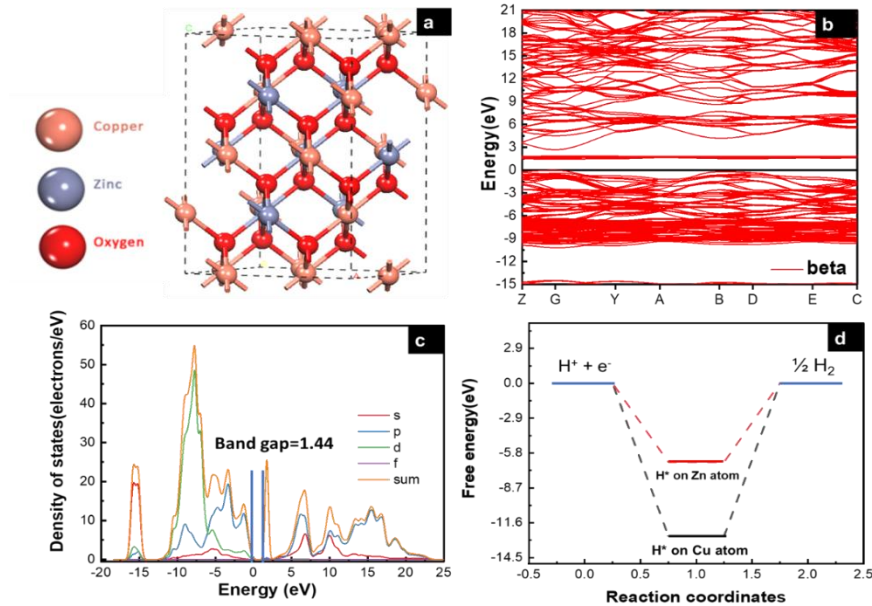 a
Copper
Zinc
Oxygen
b
Energy(eV)
21
18
15
12
9
6
3
0
-3
-6
-9
-12
-15
beta
Z G Y A B D E C
c
Density of states(electrons/eV)
60
50
40
30
20
10
0
Band gap=1.44
s
p
d
f
sum
-20 -15 -10 -5 0 5 10 15 20 25
Energy (eV)
d
Free energy(eV)
2.9
0.0
-2.9
-5.8
-8.7
-11.6
-14.5
H⁺ + e⁻
½ H₂
H* on Zn atom
H* on Cu atom
-0.5 0.0 0.5 1.0 1.5 2.0 2.5
Reaction coordinates